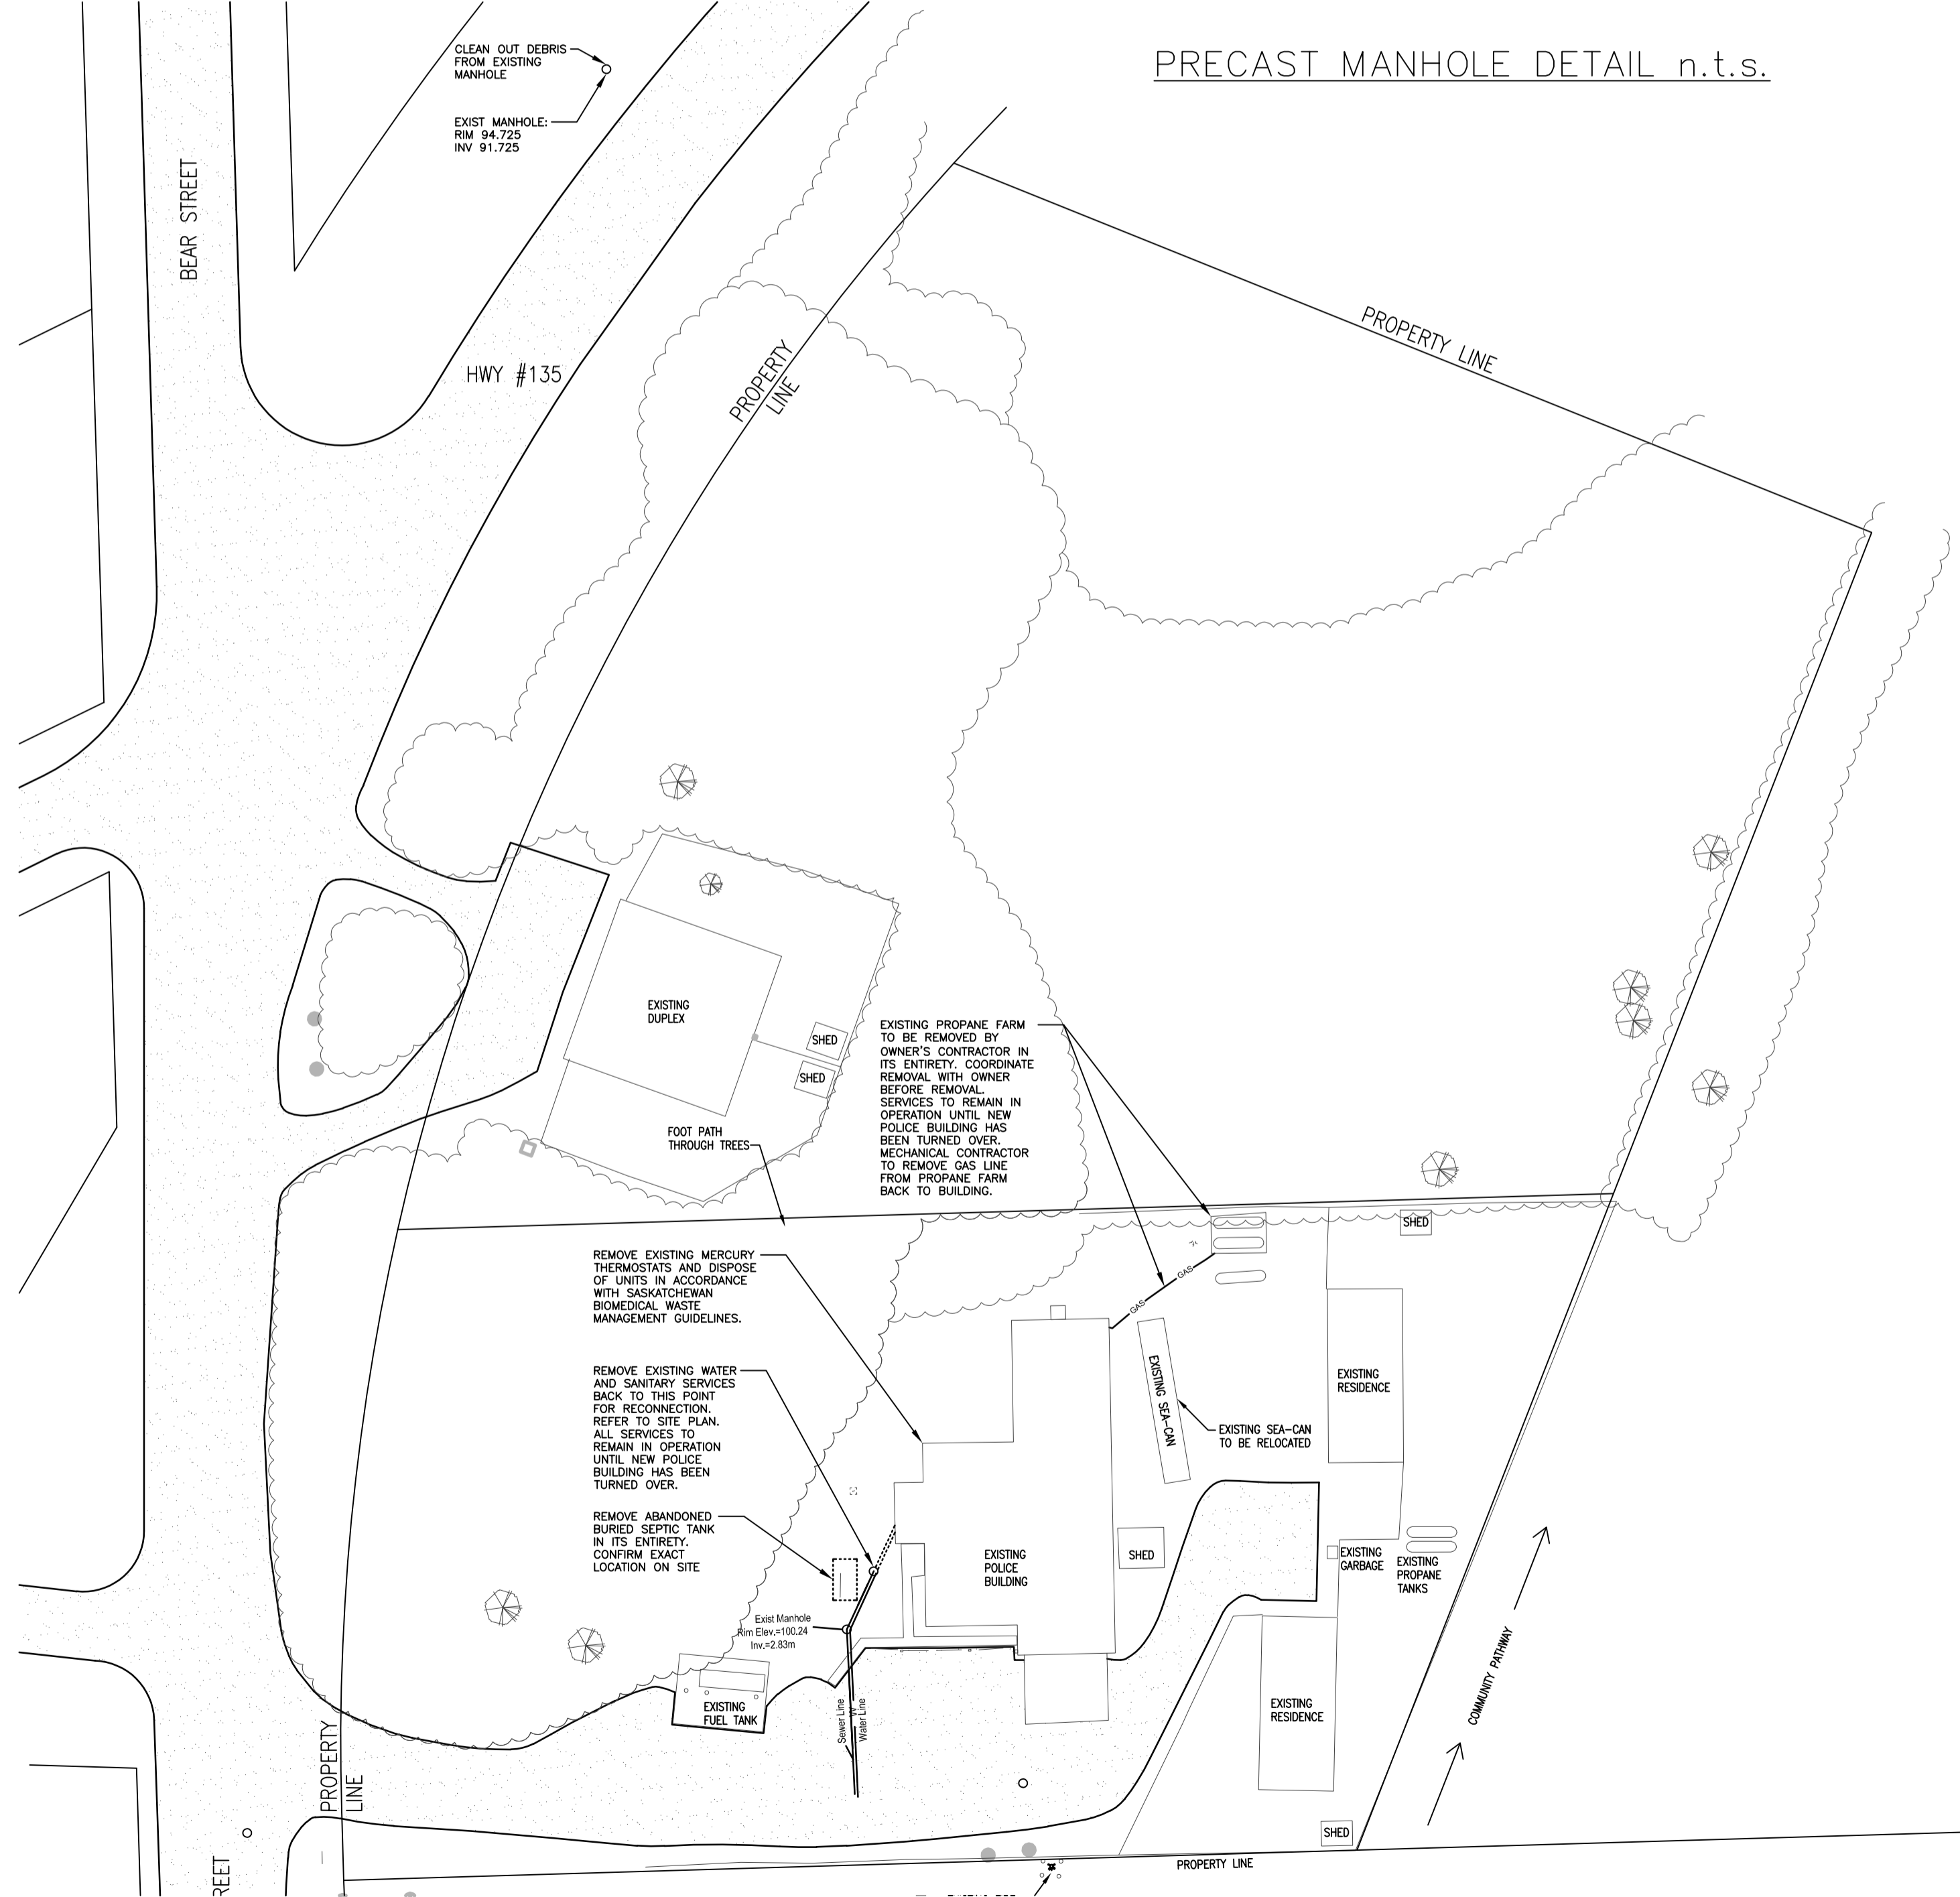 PRECAST MANHOLE DETAIL n.t.s.
CLEAN OUT DEBRIS
FROM EXISTING
MANHOLE
EXIST MANHOLE:
RIM 94.725
INV 91.725
BEAR STREET
HWY #135
PROPERTY
LINE
PROPERTY LINE
EXISTING
DUPLEX
SHED
SHED
FOOT PATH
THROUGH TREES
EXISTING PROPANE FARM
TO BE REMOVED BY
OWNER'S CONTRACTOR IN
ITS ENTIRETY. COORDINATE
REMOVAL WITH OWNER
BEFORE REMOVAL.
SERVICES TO REMAIN IN
OPERATION UNTIL NEW
POLICE BUILDING HAS
BEEN TURNED OVER.
MECHANICAL CONTRACTOR
TO REMOVE GAS LINE
FROM PROPANE FARM
BACK TO BUILDING.
SHED
REMOVE EXISTING MERCURY
THERMOSTATS AND DISPOSE
OF UNITS IN ACCORDANCE
WITH SASKATCHEWAN
BIOMEDICAL WASTE
MANAGEMENT GUIDELINES.
GAS
GAS
REMOVE EXISTING WATER
AND SANITARY SERVICES
BACK TO THIS POINT
FOR RECONNECTION.
REFER TO SITE PLAN.
ALL SERVICES TO
REMAIN IN OPERATION
UNTIL NEW POLICE
BUILDING HAS BEEN
TURNED OVER.
EXISTING SEA-CAN
EXISTING SEA-CAN
TO BE RELOCATED
EXISTING
RESIDENCE
REMOVE ABANDONED
BURIED SEPTIC TANK
IN ITS ENTIRETY.
CONFIRM EXACT
LOCATION ON SITE
EXISTING
POLICE
BUILDING
SHED
EXISTING
GARBAGE
EXISTING
PROPANE
TANKS
Exist Manhole
Rim Elev.=100.24
Inv.=2.83m
EXISTING
FUEL TANK
Sewer Line
W
Water Line
EXISTING
RESIDENCE
COMMUNITY PATHWAY
PROPERTY
LINE
SHED
PROPERTY LINE